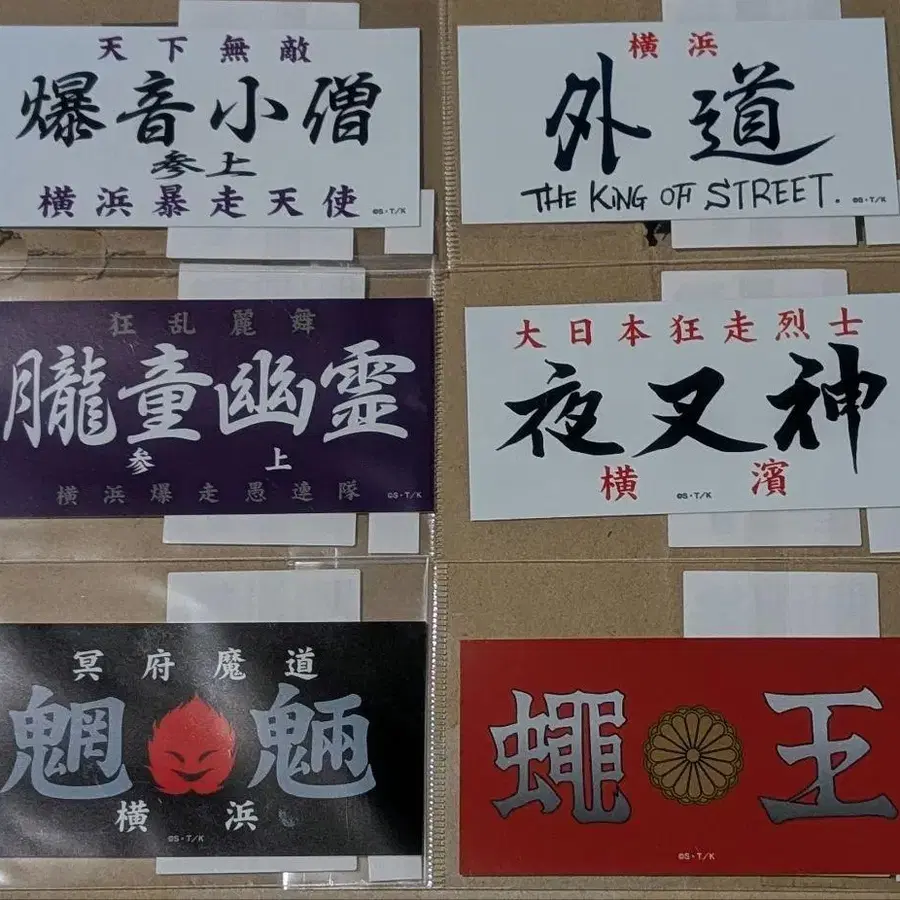 天下無敵
爆音小僧
参上
横浜暴走天使
©S・T/K
横浜
外道
THE KING OF STREET.
©S・T/K
狂乱麗舞
朧童幽霊
参上
横浜爆走愚連隊
©S・T/K
大日本狂走烈士
夜叉神
横濱
©S・T/K
冥府魔道
魍魎
横浜
©S・T/K
蠅王
©S・T/K